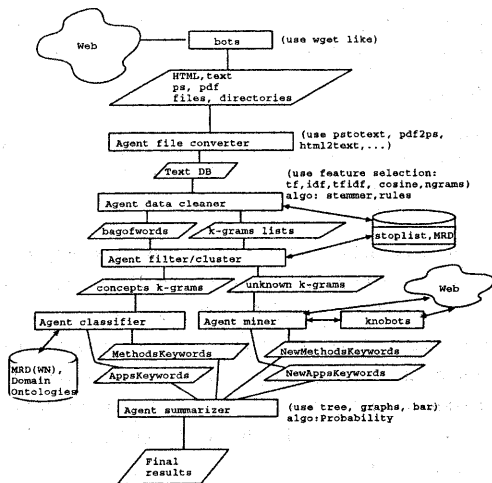 Web
bots
(use wget like)
HTML,text
ps, pdf
files, directories
Agent file converter
(use pstotext, pdf2ps,
html2text,...)
Text DB
(use feature selection:
tf,idf,tfidf, cosine,ngrams)
algo: stemmer,rules
Agent data cleaner
bagofwords
k-grams lists
stoplist,MRD
Agent filter/cluster
concepts k-grams
unknown k-grams
Web
Agent classifier
Agent miner
knobots
MRD(WN),
Domain
Ontologies
MethodsKeywords
NewMethodsKeywords
AppsKeywords
NewAppsKeywords
Agent summarizer
(use tree, graphs, bar)
algo:Probability
Final
results